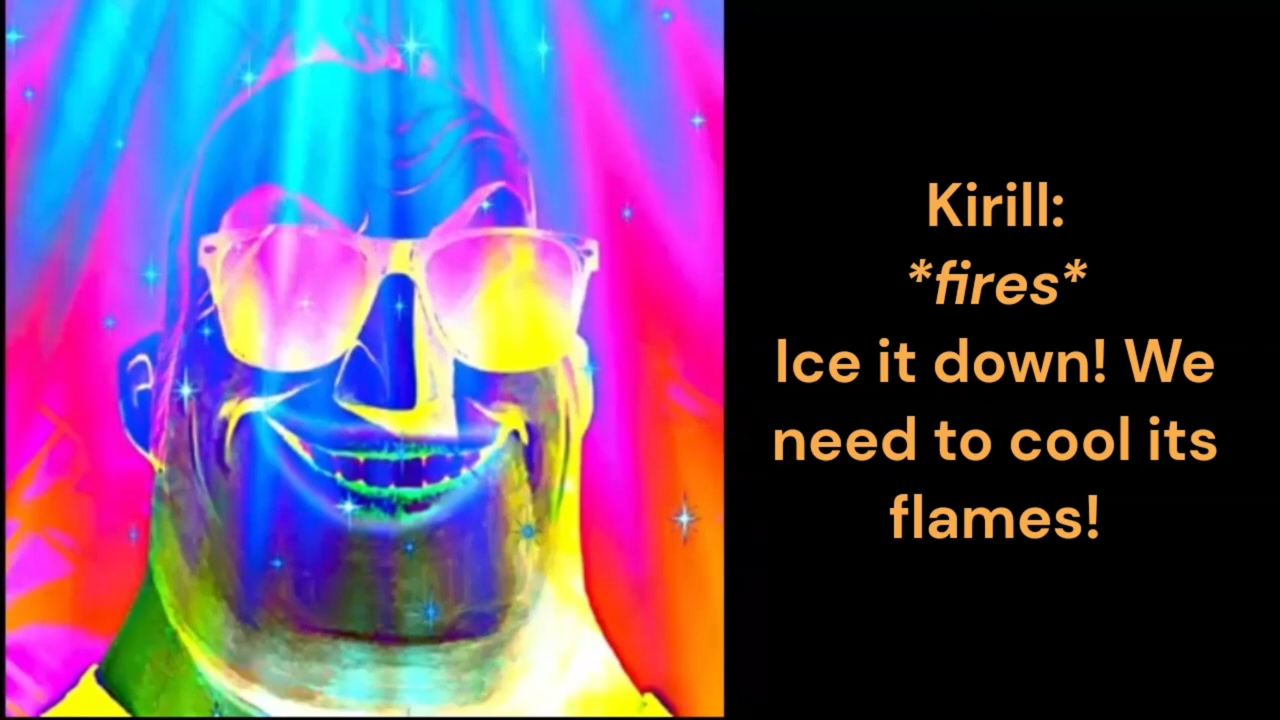 Kirill:
*fires*
Ice it down! We
need to cool its
flames!